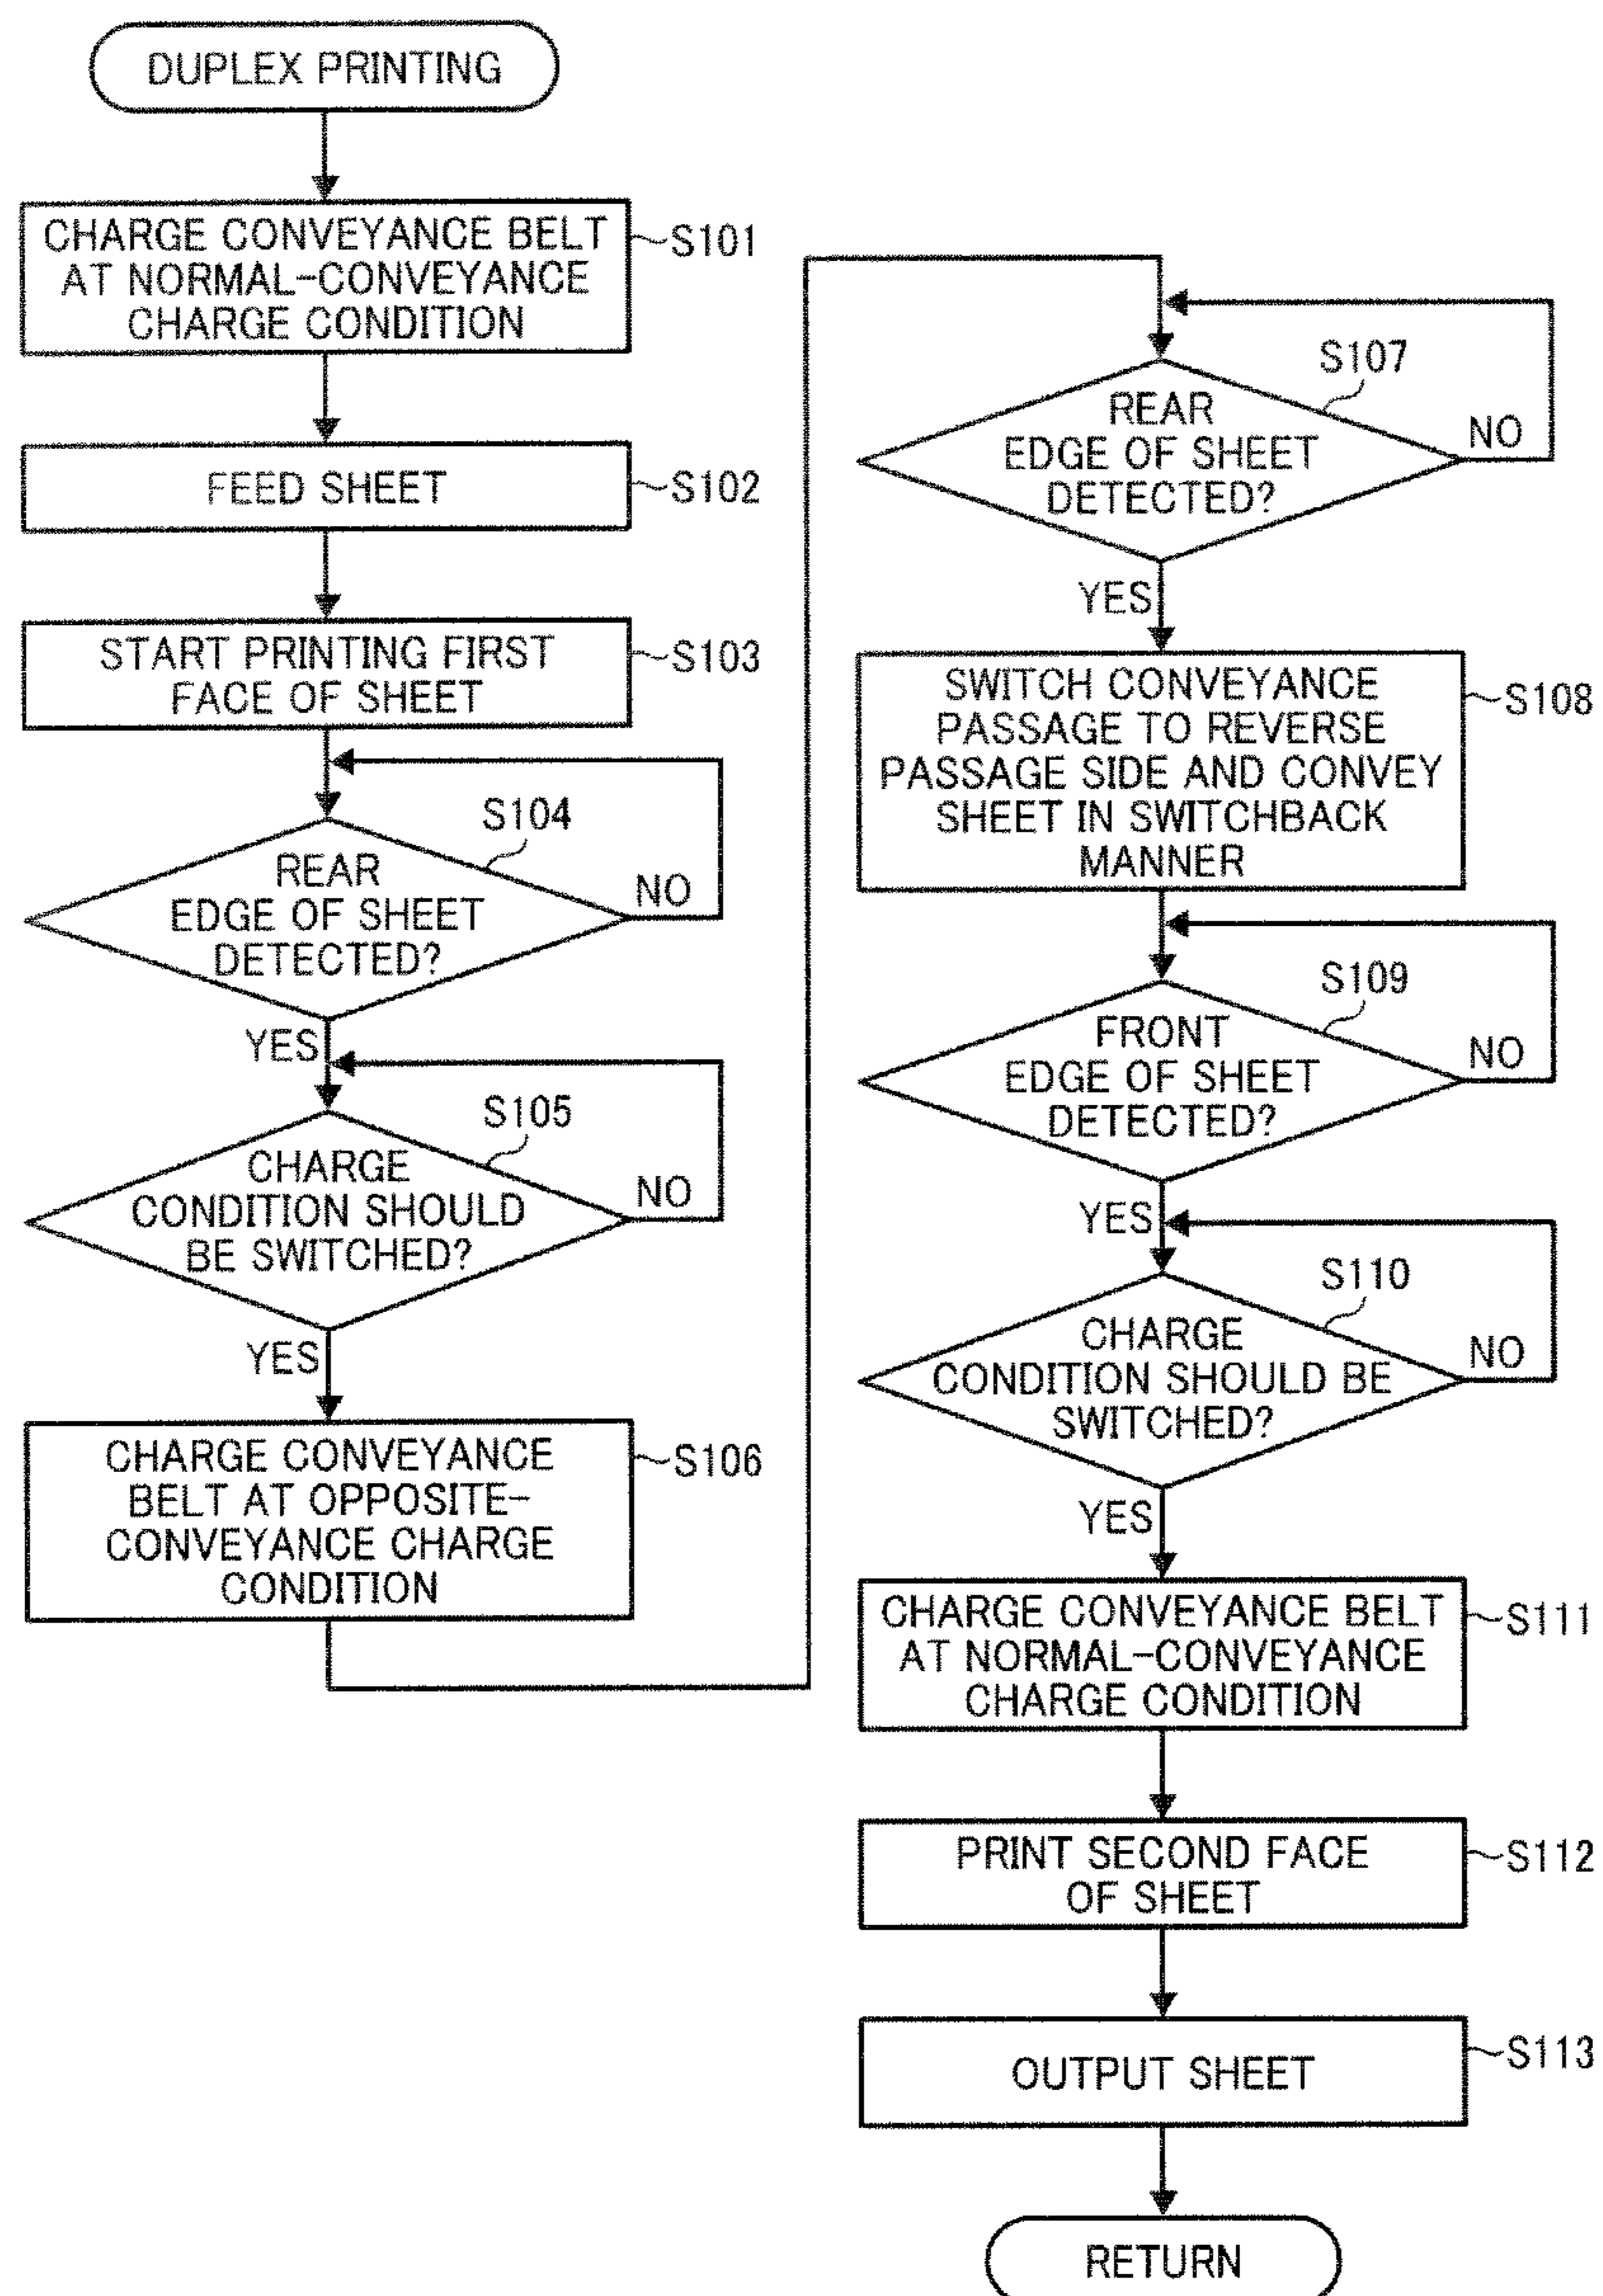 DUPLEX PRINTING
CHARGE CONVEYANCE BELT
AT NORMAL-CONVEYANCE
CHARGE CONDITION
S101
FEED SHEET
S102
START PRINTING FIRST
FACE OF SHEET
S103
S104
REAR
EDGE OF SHEET
DETECTED?
NO
YES
S105
CHARGE
CONDITION SHOULD
BE SWITCHED?
NO
YES
CHARGE CONVEYANCE
BELT AT OPPOSITE-
CONVEYANCE CHARGE
CONDITION
S106
S107
REAR
EDGE OF SHEET
DETECTED?
NO
YES
SWITCH CONVEYANCE
PASSAGE TO REVERSE
PASSAGE SIDE AND CONVEY
SHEET IN SWITCHBACK
MANNER
S108
S109
FRONT
EDGE OF SHEET
DETECTED?
NO
YES
S110
CHARGE
CONDITION SHOULD BE
SWITCHED?
NO
YES
CHARGE CONVEYANCE BELT
AT NORMAL-CONVEYANCE
CHARGE CONDITION
S111
PRINT SECOND FACE
OF SHEET
S112
OUTPUT SHEET
S113
RETURN